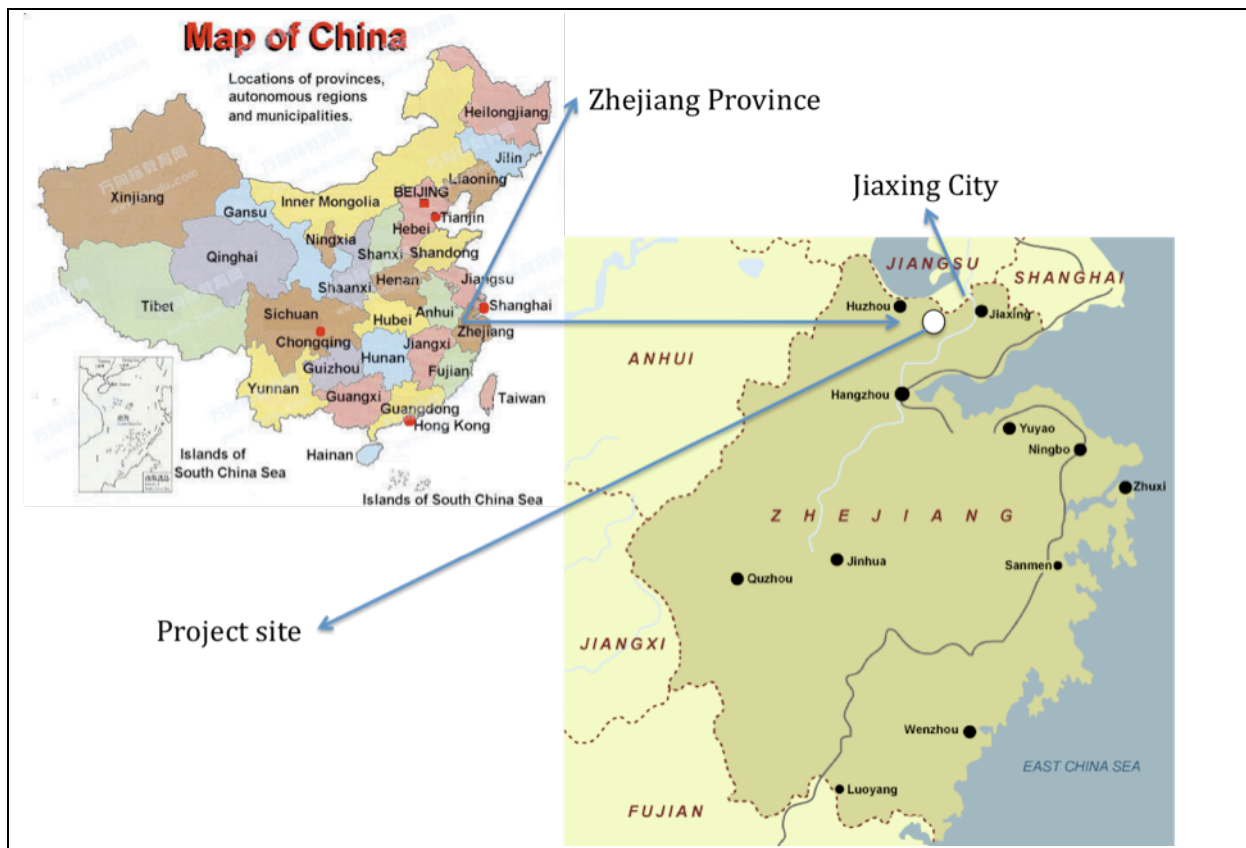 Map of China
Locations of provinces,
autonomous regions
and municipalities.
Heilongjiang
Jilin
Liaoning
Xinjiang
Inner Mongolia
BEIJING
Tianjin
Gansu
Hebei
Ningxia
Shanxi
Shandong
Qinghai
Shaanxi
Henan
Jiangsu
Tibet
Shanghai
Sichuan
Hubei
Anhui
Zhejiang
Chongqing
Hunan
Jiangxi
Guizhou
Fujian
Yunnan
Guangxi
Guangdong
Taiwan
Hong Kong
Hainan
Islands of
South China Sea
Islands of South China Sea
Zhejiang Province
Jiaxing City
Project site
JIANGSU
SHANGHAI
Huzhou
Jiaxing
ANHUI
Hangzhou
Yuyao
Ningbo
Zhuxi
ZHEJIANG
Jinhua
Sanmen
Quzhou
JIANGXI
Wenzhou
EAST CHINA SEA
Luoyang
FUJIAN